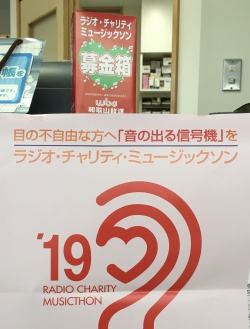 ラジオ・チャリティ
ミュージックソン
募金箱
wbs
和歌山放送
目の不自由な方へ「音の出る信号機」を
ラジオ・チャリティ・ミュージックソン
'19
RADIO CHARITY
MUSICTHON